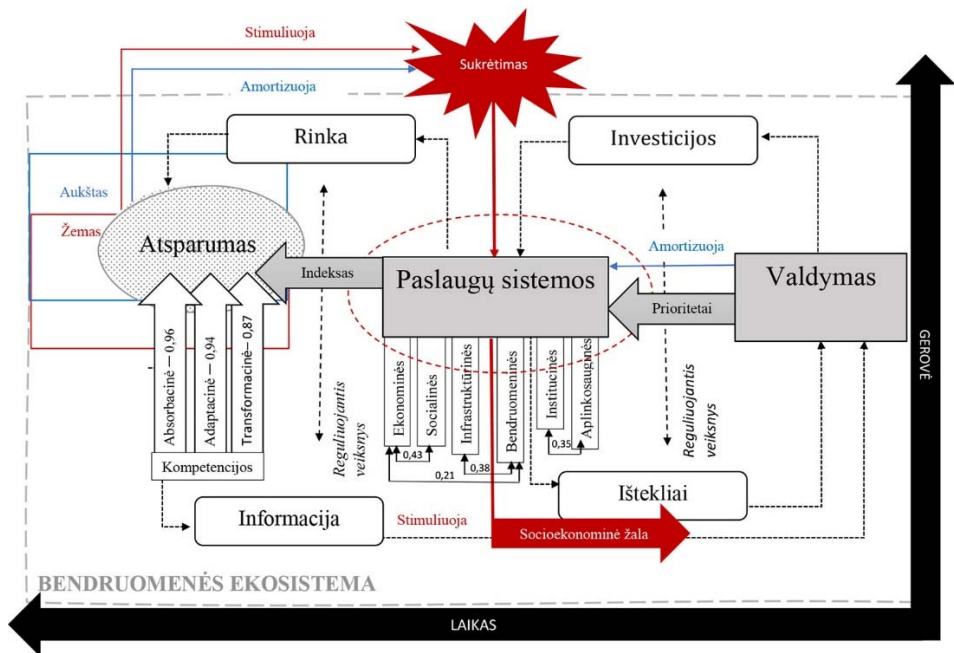 Stimuliuoja
Sukrėtimas
Amortizuoja
Rinka
Investicijos
Aukštas
Žemas
Atsparumas
Indeksas
Paslaugų sistemos
Amortizuoja
Prioritetai
Valdymas
GEROVĖ
Absorbacinė – 0,96
Adaptacinė – 0,94
Transformacinė– 0,87
Kompetencijos
Reguliuojantis
veiksnys
Ekonominės
Socialinės
Infrastruktūrinės
Bendruomeninės
Institucinės
Aplinkosauginės
Reguliuojantis
veiksnys
0,43
0,38
0,35
0,21
Informacija
Stimuliuoja
Ištekliai
Socioekonominė žala
BENDRUOMENĖS EKOSISTEMA
LAIKAS